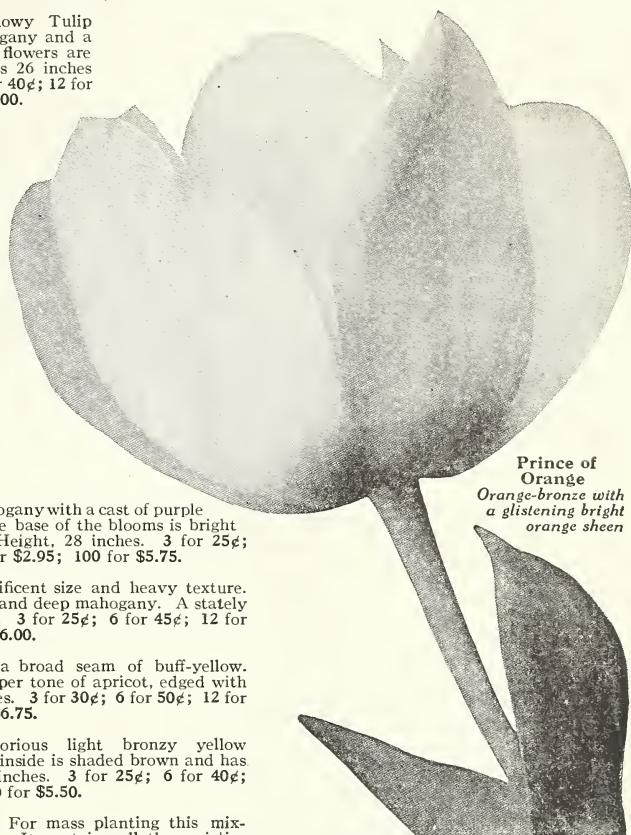 owy Tulip
gany and a
flowers are
s 26 inches
40¢; 12 for
00.
Prince of
Orange
Orange-bronze with
a glistening bright
orange sheen
ogany with a cast of purple
e base of the blooms is bright
Height, 28 inches. 3 for 25¢;
r $2.95; 100 for $5.75.
ificent size and heavy texture.
and deep mahogany. A stately
3 for 25¢; 6 for 45¢; 12 for
6.00.
a broad seam of buff-yellow.
per tone of apricot, edged with
es. 3 for 30¢; 6 for 50¢; 12 for
6.75.
orious light bronzy yellow
inside is shaded brown and has
inches. 3 for 25¢; 6 for 40¢;
for $5.50.
For mass planting this mix-